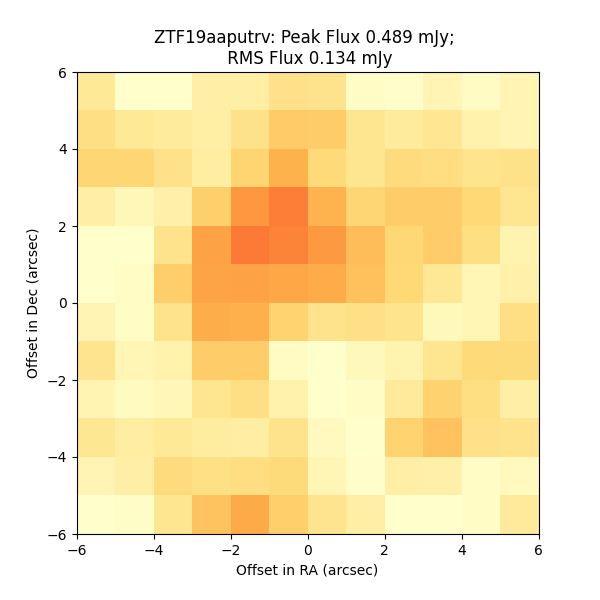 ZTF19aaputrv: Peak Flux 0.489 mJy;
RMS Flux 0.134 mJy
6
4
2
0
−2
−4
−6
Offset in Dec (arcsec)
−6 −4 −2 0 2 4 6
Offset in RA (arcsec)